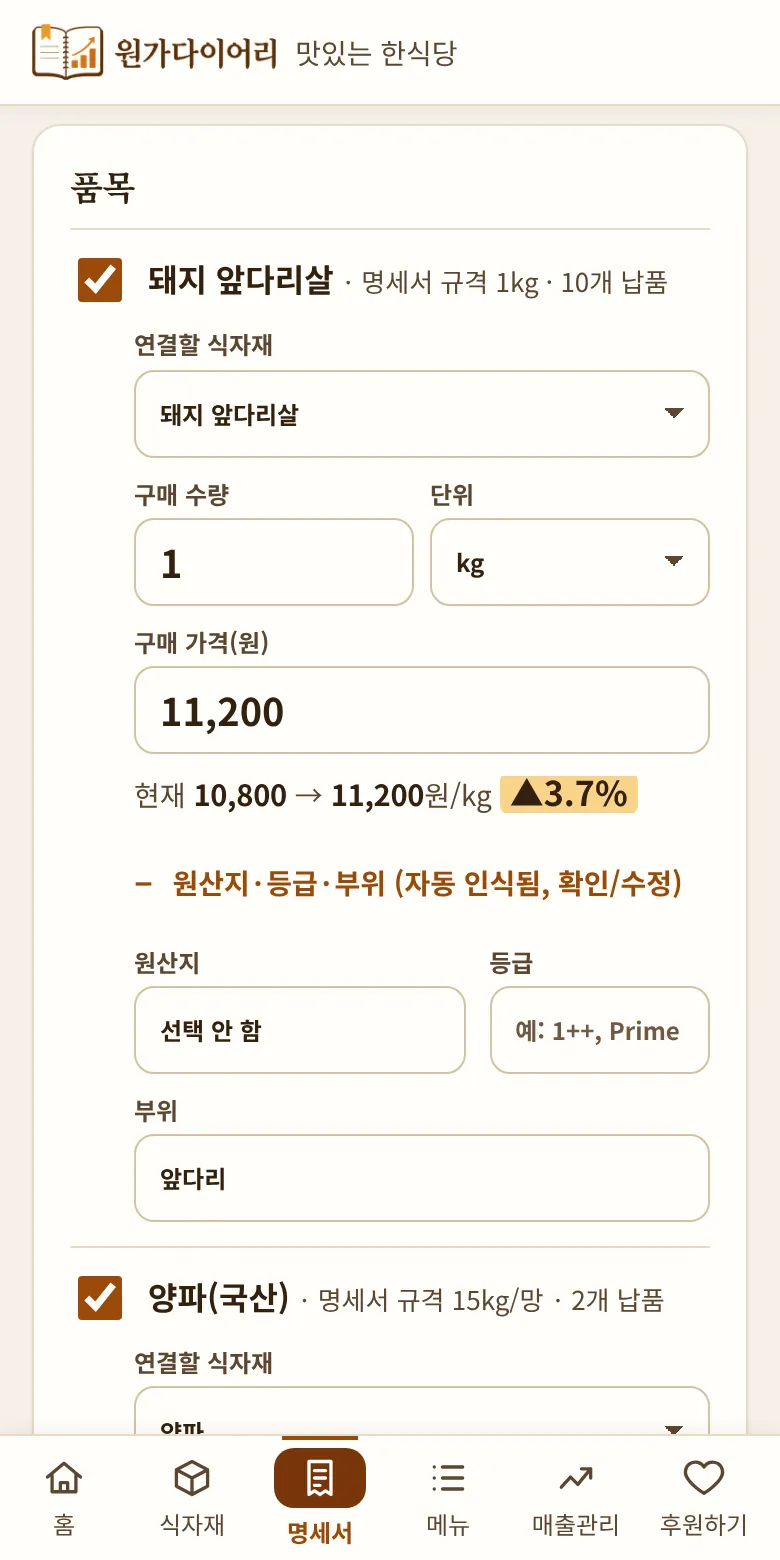 원가다이어리 맛있는 한식당
품목
돼지 앞다리살 · 명세서 규격 1kg · 10개 납품
연결할 식자재
돼지 앞다리살
구매 수량 단위
1 kg
구매 가격(원)
11,200
현재 10,800 → 11,200원/kg ▲3.7%
– 원산지·등급·부위 (자동 인식됨, 확인/수정)
원산지 등급
선택 안 함 예: 1++, Prime
부위
앞다리
양파(국산) · 명세서 규격 15kg/망 · 2개 납품
연결할 식자재
양파
홈 식자재 명세서 메뉴 매출관리 후원하기